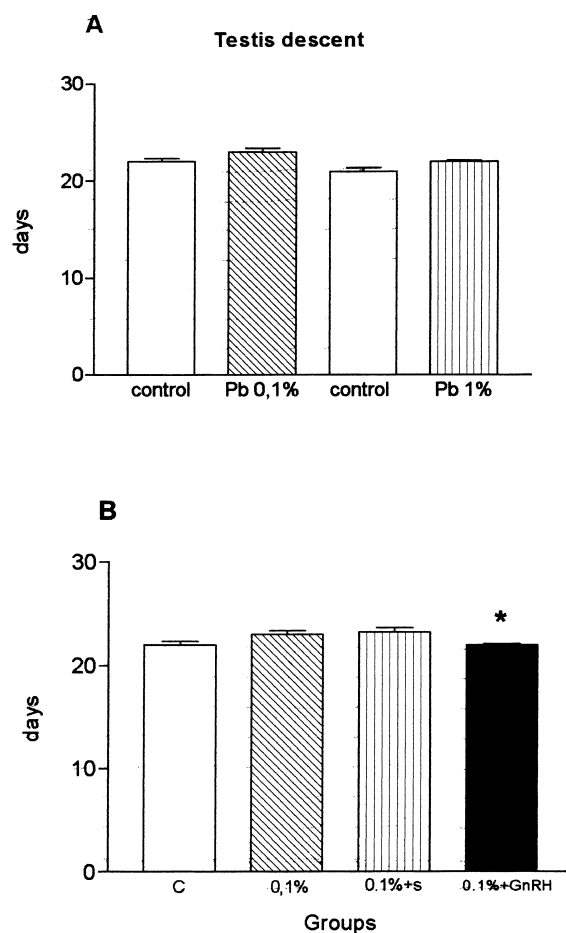 A
Testis descent
30
20
10
0
days
control Pb 0,1% control Pb 1%
B
30
20
10
0
days
*
C 0,1% 0.1%+s 0.1%+GnRH
Groups